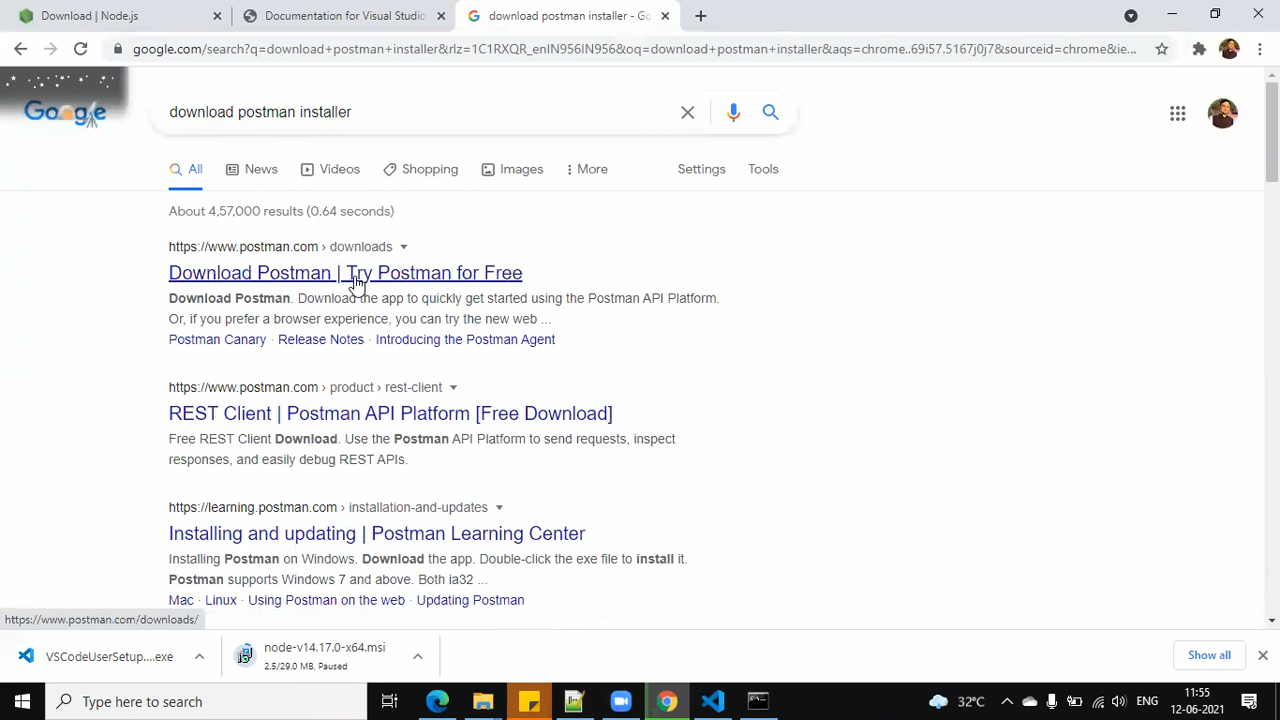 Download | Node.js
Documentation for Visual Studio
download postman installer - Go
google.com/search?q=download+postman+installer&rlz=1C1RXQR_enIN956IN956&oq=download+postman+installer&aqs=chrome..69i57.5167j0j7&sourceid=chrome&ie...
Google
download postman installer
All
News
Videos
Shopping
Images
More
Settings
Tools
About 4,57,000 results (0.64 seconds)
https://www.postman.com › downloads
Download Postman | Try Postman for Free
Download Postman. Download the app to quickly get started using the Postman API Platform.
Or, if you prefer a browser experience, you can try the new web ...
Postman Canary · Release Notes · Introducing the Postman Agent
https://www.postman.com › product › rest-client
REST Client | Postman API Platform [Free Download]
Free REST Client Download. Use the Postman API Platform to send requests, inspect
responses, and easily debug REST APIs.
https://learning.postman.com › installation-and-updates
Installing and updating | Postman Learning Center
Installing Postman on Windows. Download the app. Double-click the exe file to install it.
Postman supports Windows 7 and above. Both ia32 ...
Mac · Linux · Using Postman on the web · Updating Postman
https://www.postman.com/downloads/
VSCodeUserSetup....exe
node-v14.17.0-x64.msi
2.5/29.0 MB, Paused
Show all
Type here to search
32°C
ENG
11:55
12-06-2021